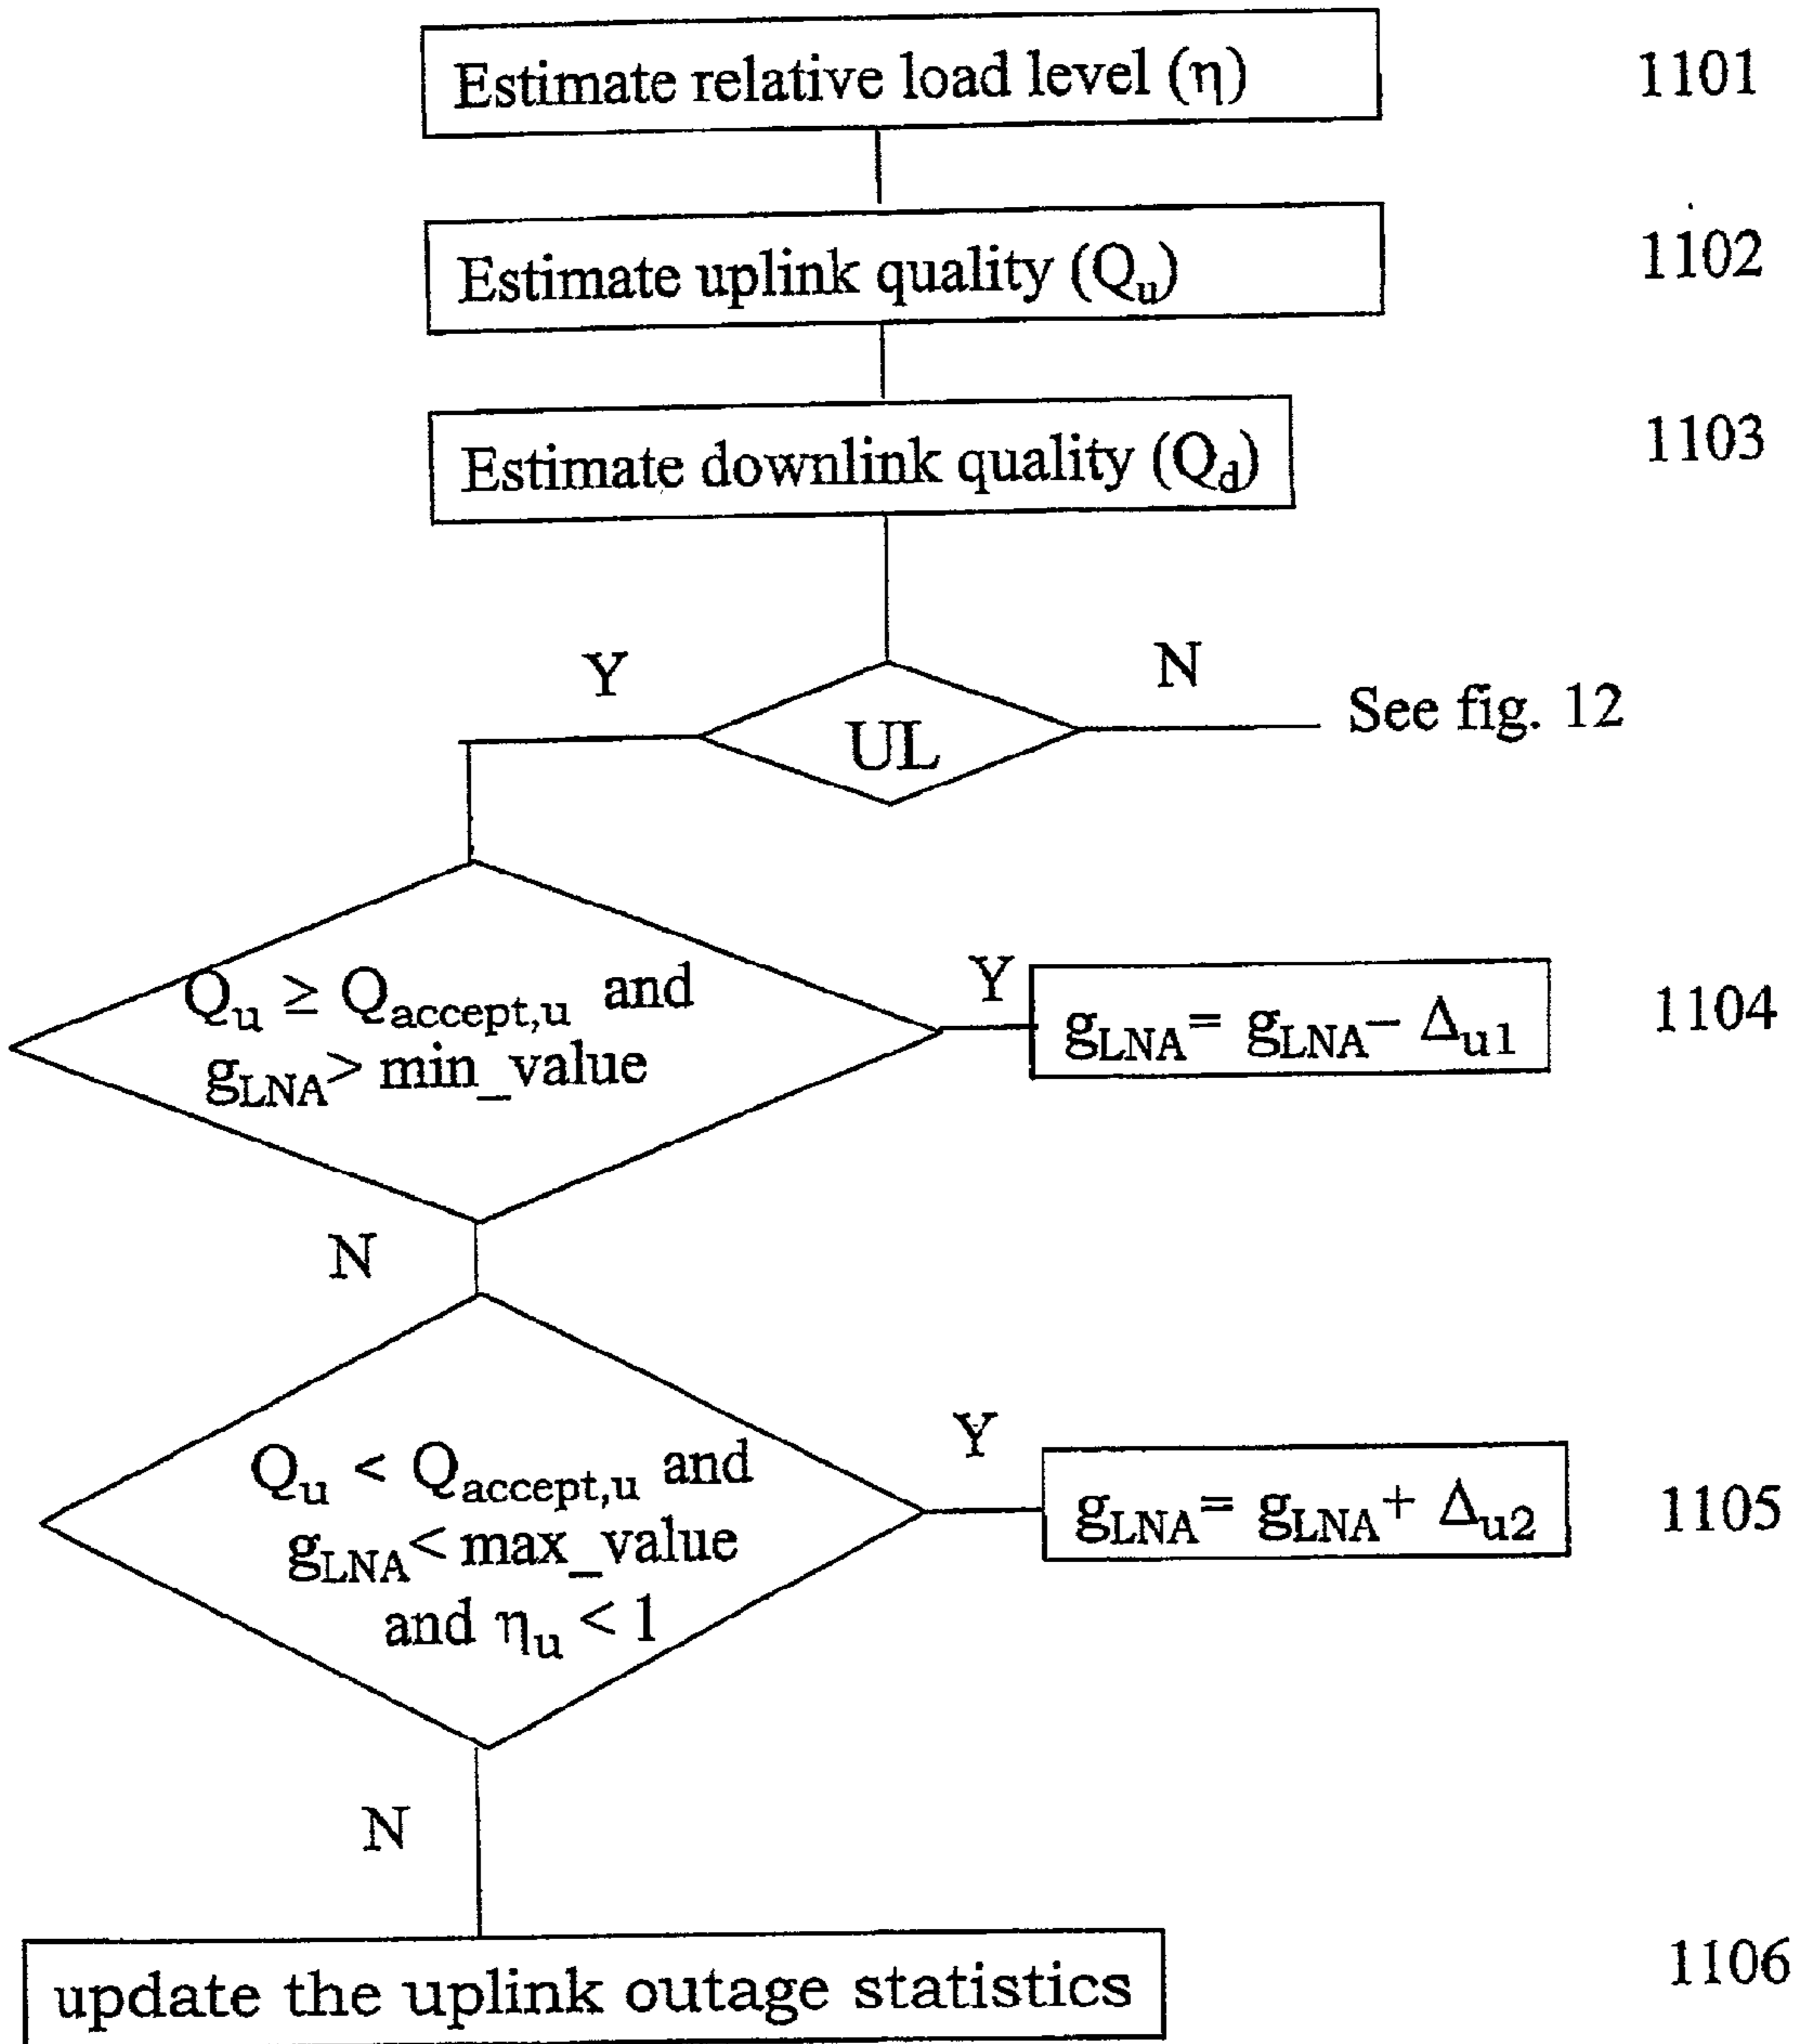 Estimate relative load level (η)
1101
Estimate uplink quality (Qu)
1102
Estimate downlink quality (Qd)
1103
Y
N
UL
See fig. 12
Qu ≥ Qaccept,u and
gLNA> min_value
Y
gLNA= gLNA− Δu1
1104
N
Qu < Qaccept,u and
gLNA< max_value
and ηu < 1
Y
gLNA= gLNA+ Δu2
1105
N
update the uplink outage statistics
1106